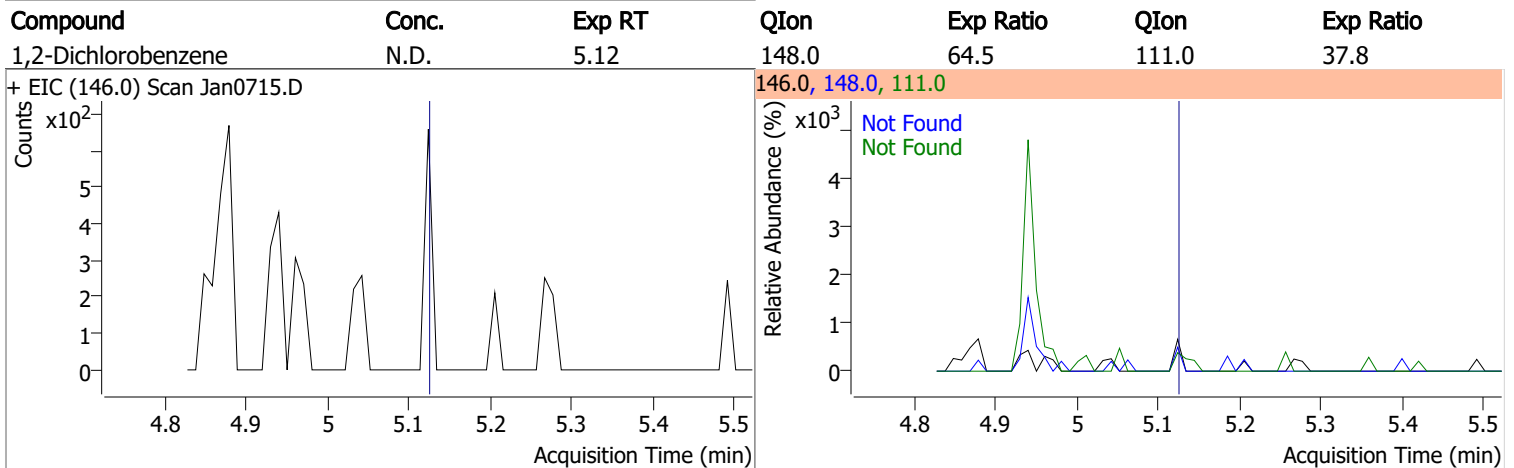 Compound Conc. Exp RT QIon Exp Ratio QIon Exp Ratio
1,2-Dichlorobenzene N.D. 5.12 148.0 64.5 111.0 37.8
+ EIC (146.0) Scan Jan0715.D
Counts
x10²
5
4
3
2
1
0
4.8 4.9 5 5.1 5.2 5.3 5.4 5.5
Acquisition Time (min)
146.0, 148.0, 111.0
Relative Abundance (%)
x10³
Not Found
Not Found
4
3
2
1
0
4.8 4.9 5 5.1 5.2 5.3 5.4 5.5
Acquisition Time (min)